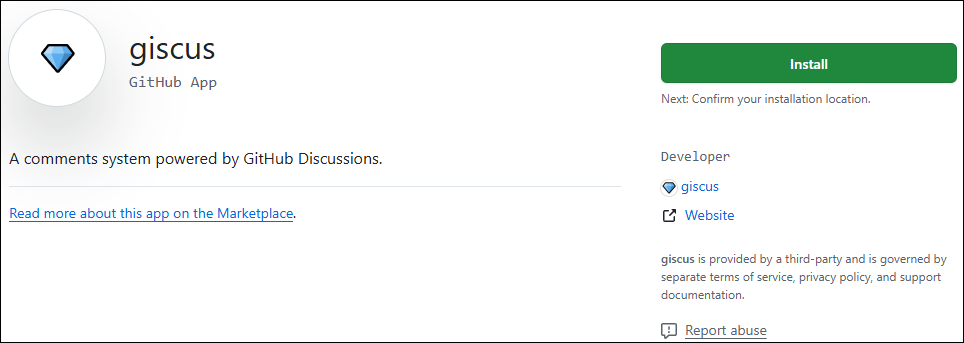 giscus
GitHub App
A comments system powered by GitHub Discussions.
Read more about this app on the Marketplace.
Install
Next: Confirm your installation location.
Developer
giscus
Website
giscus is provided by a third-party and is governed by
separate terms of service, privacy policy, and support
documentation.
Report abuse